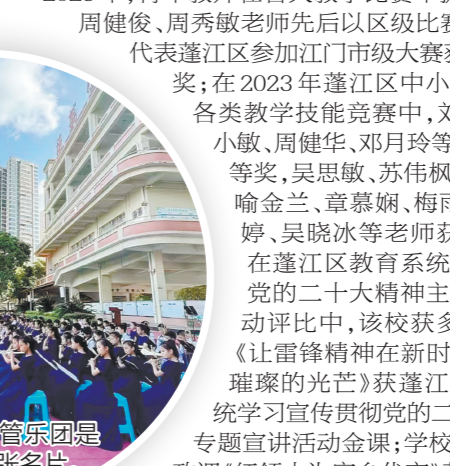 周健俊、周秀敏老师先后以区级比赛
代表蓬江区参加江门市级大赛获
奖;在2023年蓬江区中小
各类教学技能竞赛中,刘
小敏、周健华、邓月玲等
等奖,吴思敏、苏伟枫
喻金兰、章慕娴、梅雨
婷、吴晓冰等老师获
在蓬江区教育系统
党的二十大精神主
动评比中,该校获多
《让雷锋精神在新时
璀璨的光芒》获蓬江
统学习宣传贯彻党的二
专题宣讲活动金课;学校
管乐团是